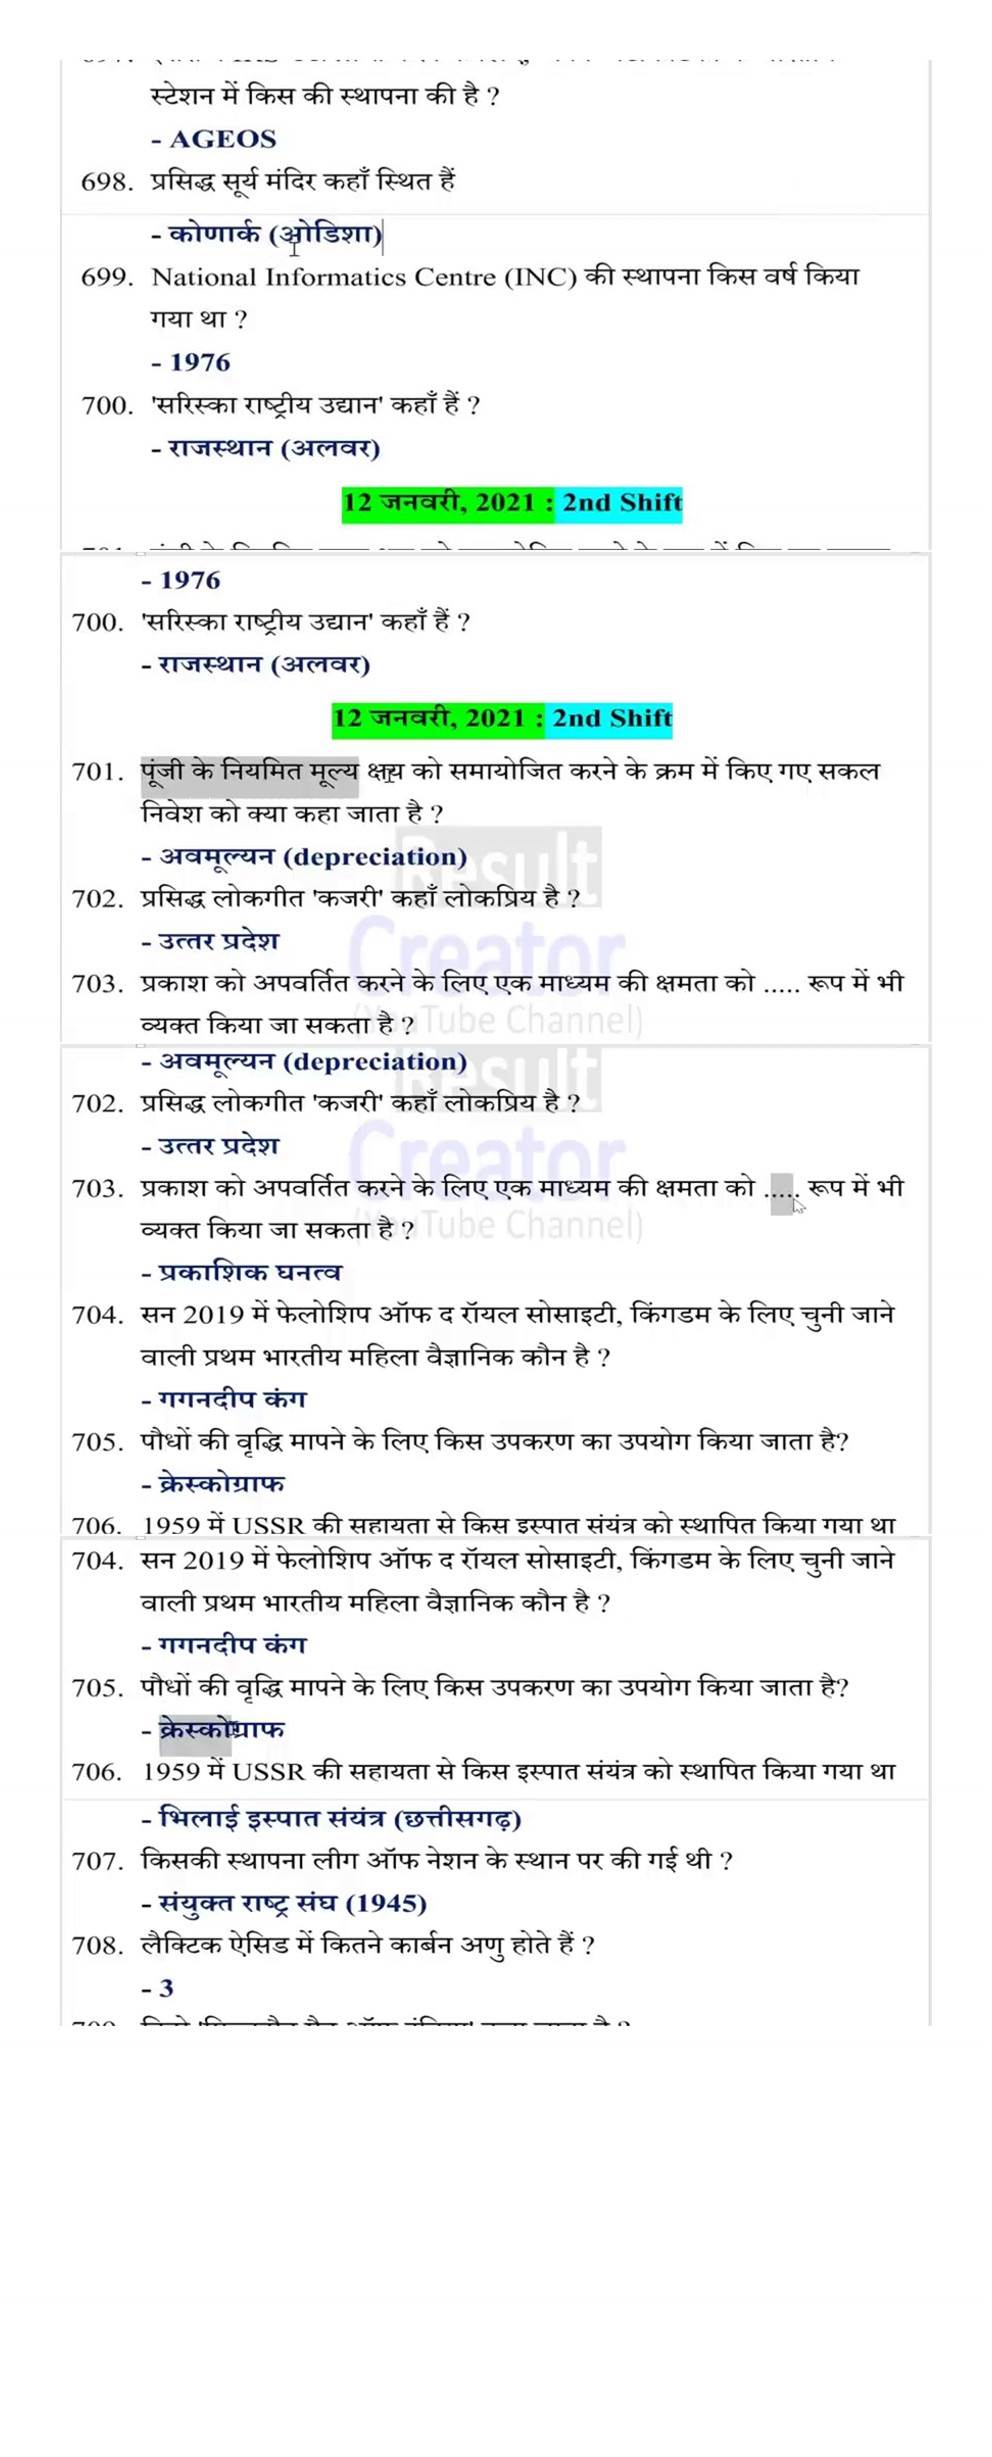 स्टेशन में किस की स्थापना की है ?
- AGEOS
698. प्रसिद्ध सूर्य मंदिर कहाँ स्थित हैं
- कोणार्क (ओडिशा)
699. National Informatics Centre (INC) की स्थापना किस वर्ष किया
गया था ?
- 1976
700. 'सरिस्का राष्ट्रीय उद्यान' कहाँ हैं ?
- राजस्थान (अलवर)
12 जनवरी, 2021 : 2nd Shift
- 1976
700. 'सरिस्का राष्ट्रीय उद्यान' कहाँ हैं ?
- राजस्थान (अलवर)
12 जनवरी, 2021 : 2nd Shift
701. पूंजी के नियमित मूल्य क्षय को समायोजित करने के क्रम में किए गए सकल
निवेश को क्या कहा जाता है ?
- अवमूल्यन (depreciation)
Result
702. प्रसिद्ध लोकगीत 'कजरी' कहाँ लोकप्रिय है ?
- उत्तर प्रदेश
Creator
703. प्रकाश को अपवर्तित करने के लिए एक माध्यम की क्षमता को ..... रूप में भी
व्यक्त किया जा सकता है ?
(YouTube Channel)
- अवमूल्यन (depreciation)
Result
702. प्रसिद्ध लोकगीत 'कजरी' कहाँ लोकप्रिय है ?
- उत्तर प्रदेश
Creator
703. प्रकाश को अपवर्तित करने के लिए एक माध्यम की क्षमता को ..... रूप में भी
व्यक्त किया जा सकता है ?
(YouTube Channel)
- प्रकाशिक घनत्व
704. सन 2019 में फेलोशिप ऑफ द रॉयल सोसाइटी, किंगडम के लिए चुनी जाने
वाली प्रथम भारतीय महिला वैज्ञानिक कौन है ?
- गगनदीप कंग
705. पौधों की वृद्धि मापने के लिए किस उपकरण का उपयोग किया जाता है?
- क्रेस्कोग्राफ
706. 1959 में USSR की सहायता से किस इस्पात संयंत्र को स्थापित किया गया था
704. सन 2019 में फेलोशिप ऑफ द रॉयल सोसाइटी, किंगडम के लिए चुनी जाने
वाली प्रथम भारतीय महिला वैज्ञानिक कौन है ?
- गगनदीप कंग
705. पौधों की वृद्धि मापने के लिए किस उपकरण का उपयोग किया जाता है?
- क्रेस्कोग्राफ
706. 1959 में USSR की सहायता से किस इस्पात संयंत्र को स्थापित किया गया था
- भिलाई इस्पात संयंत्र (छत्तीसगढ़)
707. किसकी स्थापना लीग ऑफ नेशन के स्थान पर की गई थी ?
- संयुक्त राष्ट्र संघ (1945)
708. लैक्टिक ऐसिड में कितने कार्बन अणु होते हैं ?
- 3